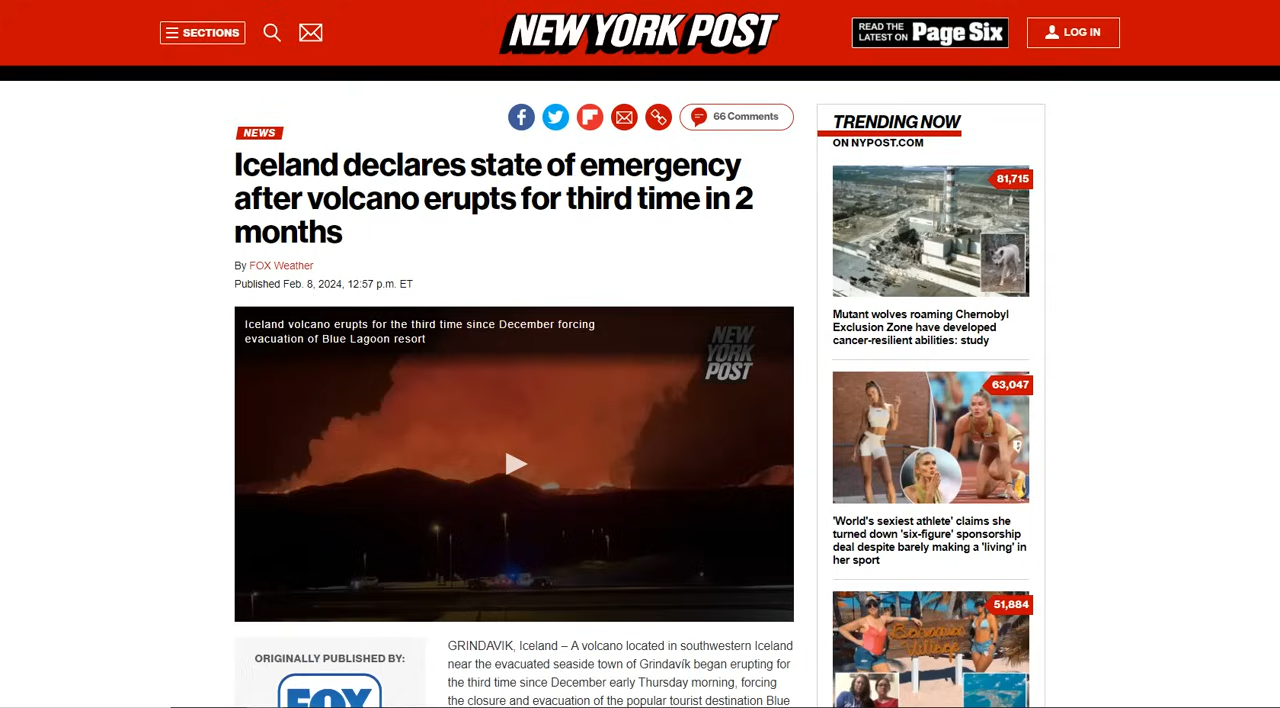 SECTIONS
NEW YORK POST
READ THE
LATEST ON
Page Six
LOG IN
66 Comments
NEWS
Iceland declares state of emergency
after volcano erupts for third time in 2
months
By FOX Weather
Published Feb. 8, 2024, 12:57 p.m. ET
Iceland volcano erupts for the third time since December forcing
evacuation of Blue Lagoon resort
NEW
YORK
POST
ORIGINALLY PUBLISHED BY:
FOX
GRINDAVIK, Iceland – A volcano located in southwestern Iceland
near the evacuated seaside town of Grindavík began erupting for
the third time since December early Thursday morning, forcing
the closure and evacuation of the popular tourist destination Blue
TRENDING NOW
ON NYPOST.COM
81,715
Mutant wolves roaming Chernobyl
Exclusion Zone have developed
cancer-resilient abilities: study
63,047
'World's sexiest athlete' claims she
turned down 'six-figure' sponsorship
deal despite barely making a 'living' in
her sport
51,884
Village